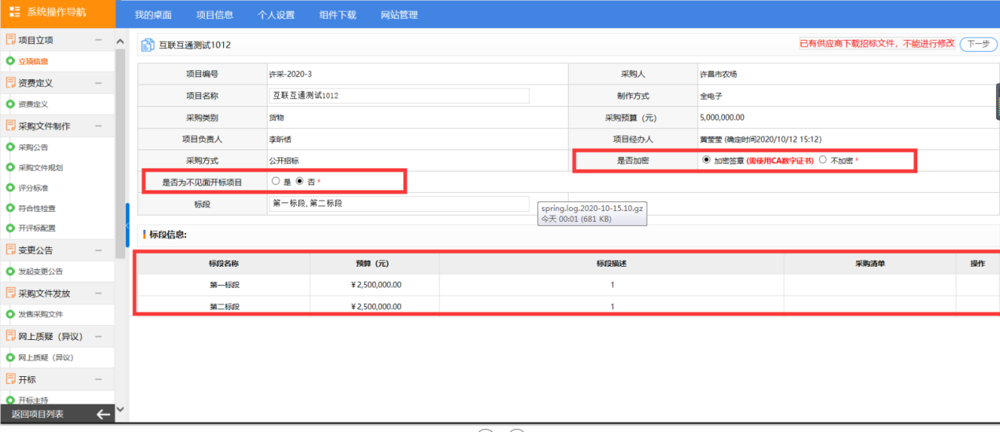 系统操作导航
我的桌面 项目信息 个人设置 组件下载 网站管理
项目立项
立项信息
资费定义
资费定义
采购文件制作
采购公告
采购文件规划
评分标准
符合性检查
开评标配置
变更公告
发起变更公告
采购文件发放
发售采购文件
网上质疑（异议）
网上质疑（异议）
开标
开标主持
返回项目列表
互联互通测试1012
已有供应商下载招标文件，不能进行修改 下一步
项目编号 许采-2020-3 采购人 许昌市农场
项目名称 互联互通测试1012 制作方式 全电子
采购类别 货物 采购预算（元） 5,000,000.00
项目负责人 李昕恬 项目经办人 黄莹莹 (确定时间2020/10/12 15:12)
采购方式 公开招标 是否加密 加密签章 (需使用CA数字证书) 不加密 *
是否为不见面开标项目 是 否 *
标段 第一标段,第二标段
spring.log.2020-10-15.10.gz
今天 00:01 (681 KB)
标段信息:
标段名称 预算（元） 标段描述 采购清单 操作
第一标段 ¥2,500,000.00 1
第二标段 ¥2,500,000.00 1